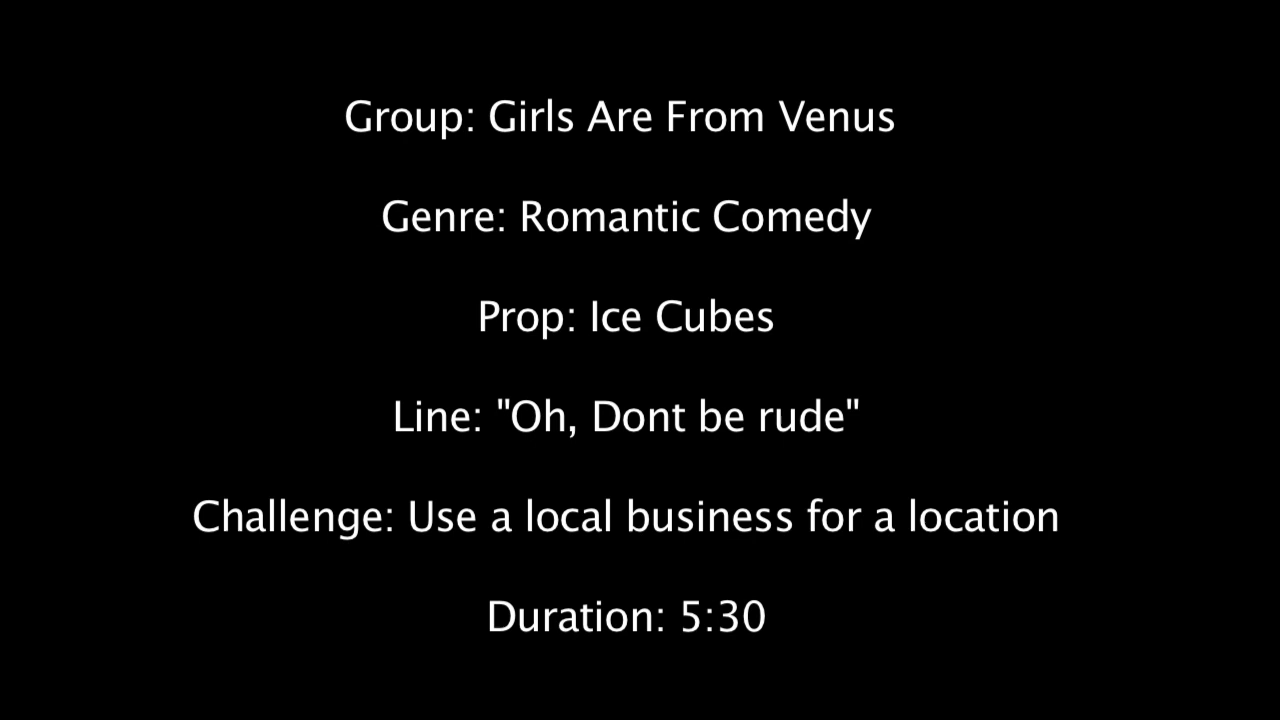 Group: Girls Are From Venus
Genre: Romantic Comedy
Prop: Ice Cubes
Line: "Oh, Dont be rude"
Challenge: Use a local business for a location
Duration: 5:30